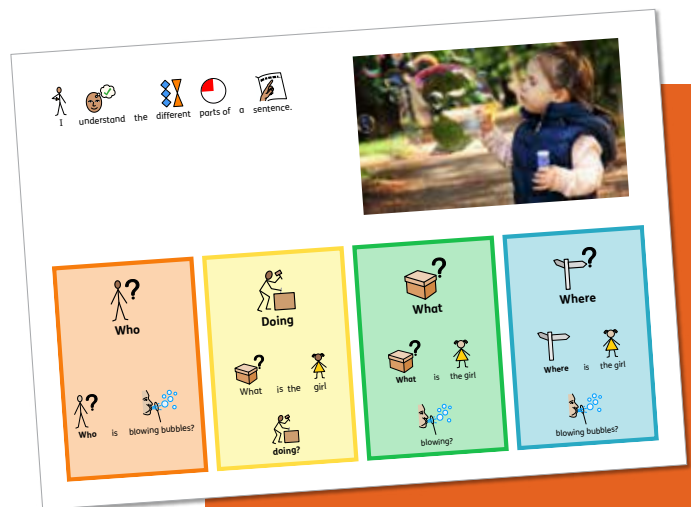 I understand the different parts of a sentence.
Who
Who is blowing bubbles?
Doing
What is the girl
doing?
What
What is the girl
blowing?
Where
Where is the girl
blowing bubbles?